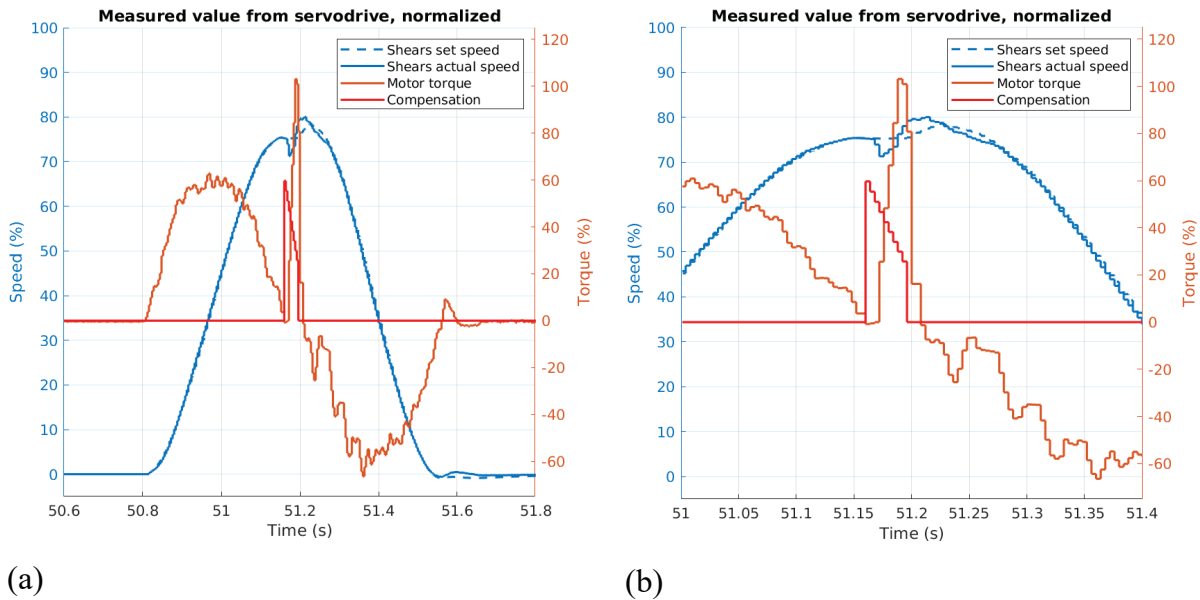 Measured value from servodrive, normalized
100
90
80
70
60
50
40
30
20
10
0
Speed (%)
120
100
80
60
40
20
0
-20
-40
-60
Torque (%)
Shears set speed
Shears actual speed
Motor torque
Compensation
50.6 50.8 51 51.2 51.4 51.6 51.8
Time (s)
(a)
Measured value from servodrive, normalized
100
90
80
70
60
50
40
30
20
10
0
Speed (%)
120
100
80
60
40
20
0
-20
-40
-60
Torque (%)
Shears set speed
Shears actual speed
Motor torque
Compensation
51 51.05 51.1 51.15 51.2 51.25 51.3 51.35 51.4
Time (s)
(b)